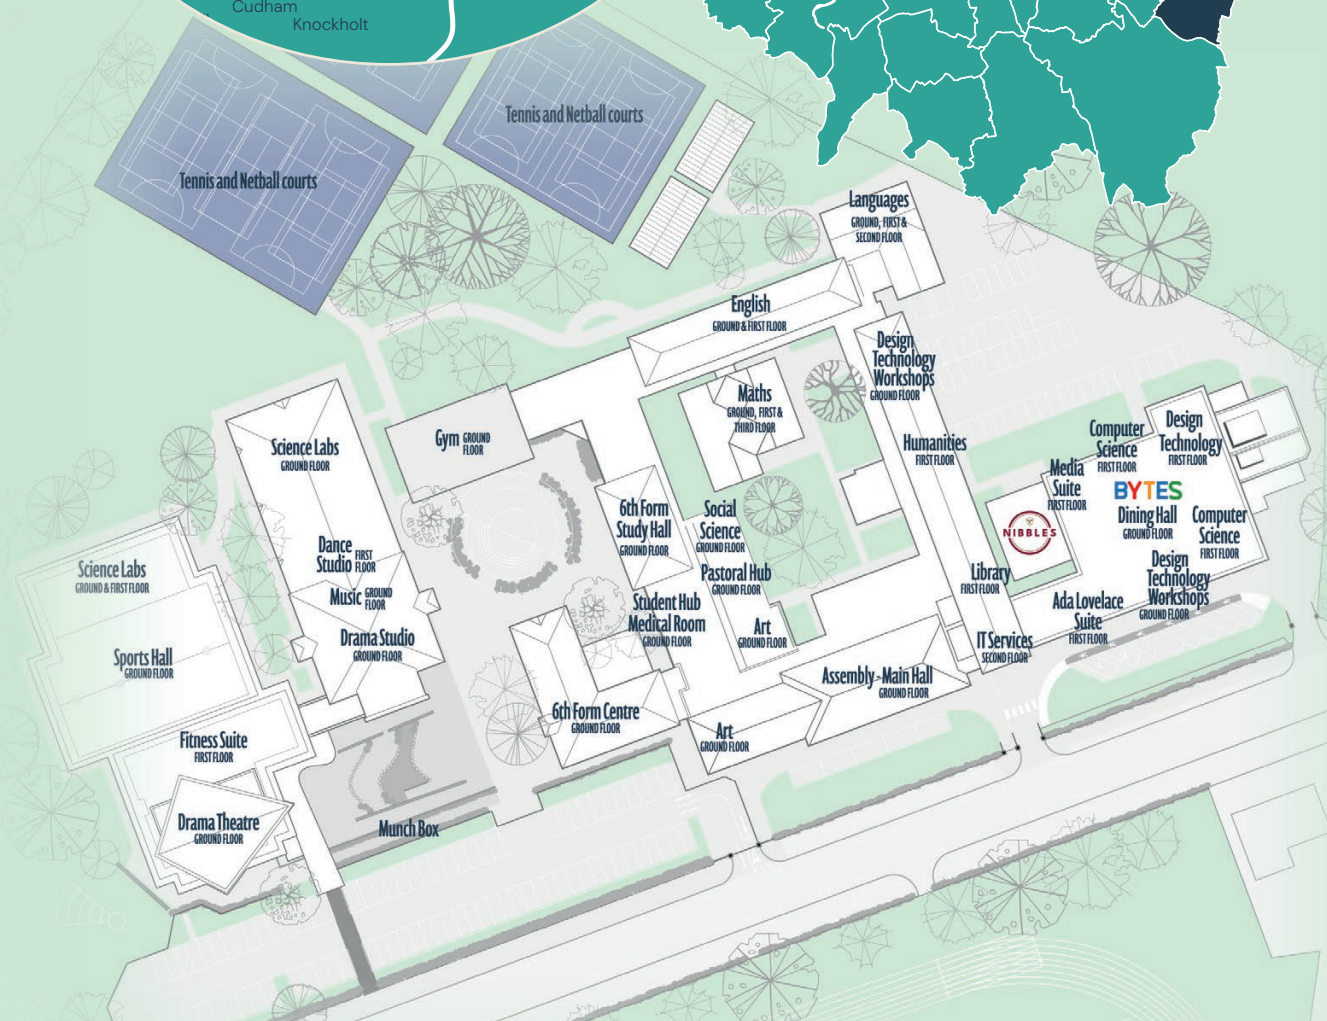 Cudham
Knockholt
Tennis and Netball courts
Tennis and Netball courts
Languages
GROUND, FIRST &
SECOND FLOOR
English
GROUND & FIRST FLOOR
Design
Technology
Workshops
GROUND FLOOR
Maths
GROUND, FIRST &
THIRD FLOOR
Gym GROUND
FLOOR
Science Labs
GROUND FLOOR
Humanities
FIRST FLOOR
Computer
Science
FIRST FLOOR
Design
Technology
FIRST FLOOR
Media
Suite
FIRST FLOOR
BYTES
Dining Hall
GROUND FLOOR
Computer
Science
FIRST FLOOR
NIBBLES
6th Form
Study Hall
GROUND FLOOR
Social
Science
GROUND FLOOR
Dance
Studio FIRST
FLOOR
Music GROUND
FLOOR
Drama Studio
GROUND FLOOR
Science Labs
GROUND & FIRST FLOOR
Pastoral Hub
GROUND FLOOR
Library
FIRST FLOOR
Design
Technology
Workshops
GROUND FLOOR
Student Hub
Medical Room
GROUND FLOOR
Art
GROUND FLOOR
Ada Lovelace
Suite
FIRST FLOOR
IT Services
SECOND FLOOR
Sports Hall
GROUND FLOOR
Assembly - Main Hall
GROUND FLOOR
6th Form Centre
GROUND FLOOR
Art
GROUND FLOOR
Fitness Suite
FIRST FLOOR
Drama Theatre
GROUND FLOOR
Munch Box